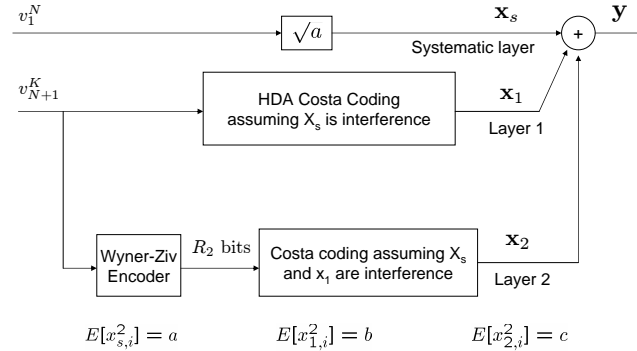 v_1^N
√a
x_s
y
+
Systematic layer
v_{N+1}^K
HDA Costa Coding
assuming X_s is interference
x_1
Layer 1
Wyner-Ziv
Encoder
R_2 bits
Costa coding assuming X_s
and x_1 are interference
x_2
Layer 2
E[x_{s,i}^2] = a
E[x_{1,i}^2] = b
E[x_{2,i}^2] = c